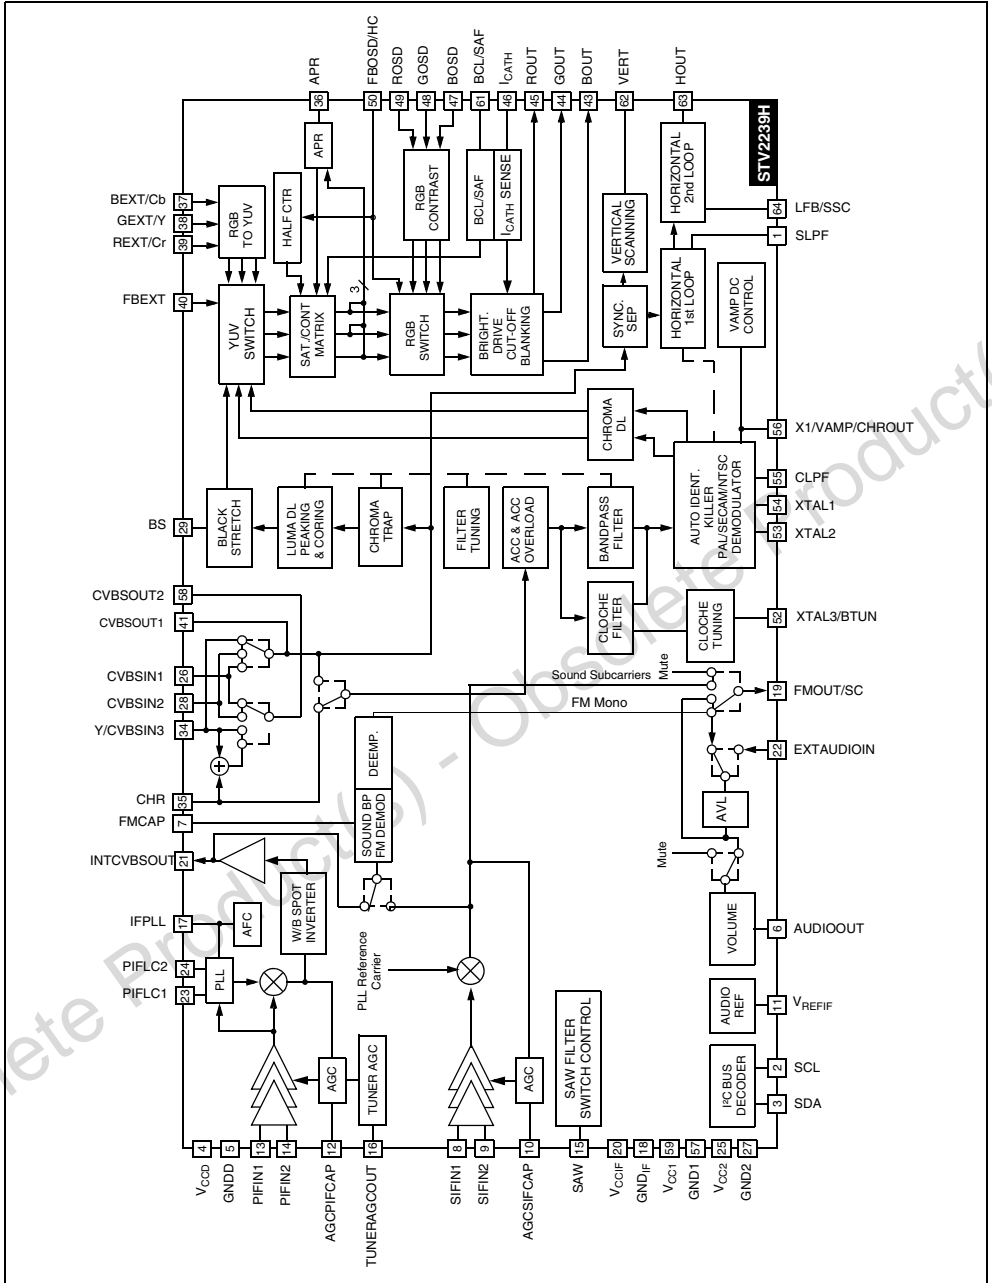 APR
FBOSD/HC
ROSD
GOSD
BOSD
BCL/SAF
ICATH
ROUT
GOUT
BOUT
VERT
HOUT
36
50
49
48
47
61
46
45
44
43
62
63
STV2239H
BEXT/Cb
37
GEXT/Y
38
REXT/Cr
39
FBEXT
40
RGB
TO YUV
HALF CTR
APR
RGB
CONTRAST
BCL/SAF
ICATH SENSE
VERTICAL
SCANNING
HORIZONTAL
2nd LOOP
64
LFB/SSC
1
SLPF
YUV
SWITCH
SAT./CONT
MATRIX
3
RGB
SWITCH
BRIGHT.
DRIVE
CUT-OFF
BLANKING
SYNC.
SEP
HORIZONTAL
1st LOOP
VAMP DC
CONTROL
CHROMA
DL
56
X1/VAMP/CHROUT
BS
29
BLACK
STRETCH
LUMA DL
PEAKING
& CORING
CHROMA
TRAP
FILTER
TUNING
ACC & ACC
OVERLOAD
BANDPASS
FILTER
AUTO IDENT.
KILLER
PAL/SECAM/NTSC
DEMODULATOR
55
CLPF
54
XTAL1
53
XTAL2
CLOCHE
FILTER
CLOCHE
TUNING
52
XTAL3/BTUN
CVBSOUT2
58
CVBSOUT1
41
CVBSIN1
26
CVBSIN2
28
Y/CVBSIN3
34
CHR
35
FMCAP
7
INTCVBSOUT
21
Sound Subcarriers
Mute
FM Mono
19
FMOUT/SC
22
EXTAUDIOIN
DEEMP.
SOUND BP
FM DEMOD
AVL
Mute
VOLUME
6
AUDIOOUT
IFPLL
17
AFC
W/B SPOT
INVERTER
PIFLC2
24
PIFLC1
23
PLL
PLL Reference
Carrier
AUDIO
REF
11
VREFIF
AGC
TUNER AGC
AGC
SAW FILTER
SWITCH CONTROL
I²C BUS
DECODER
2
SCL
3
SDA
4
5
13
14
12
16
8
9
10
15
20
18
59
57
25
27
VCCD
GNDD
PIFIN1
PIFIN2
AGCPIFCAP
TUNERAGCOUT
SIFIN1
SIFIN2
AGCSIFCAP
SAW
VCCIF
GNDIF
VCC1
GND1
VCC2
GND2
lete Product(s) - Obsolete Product(